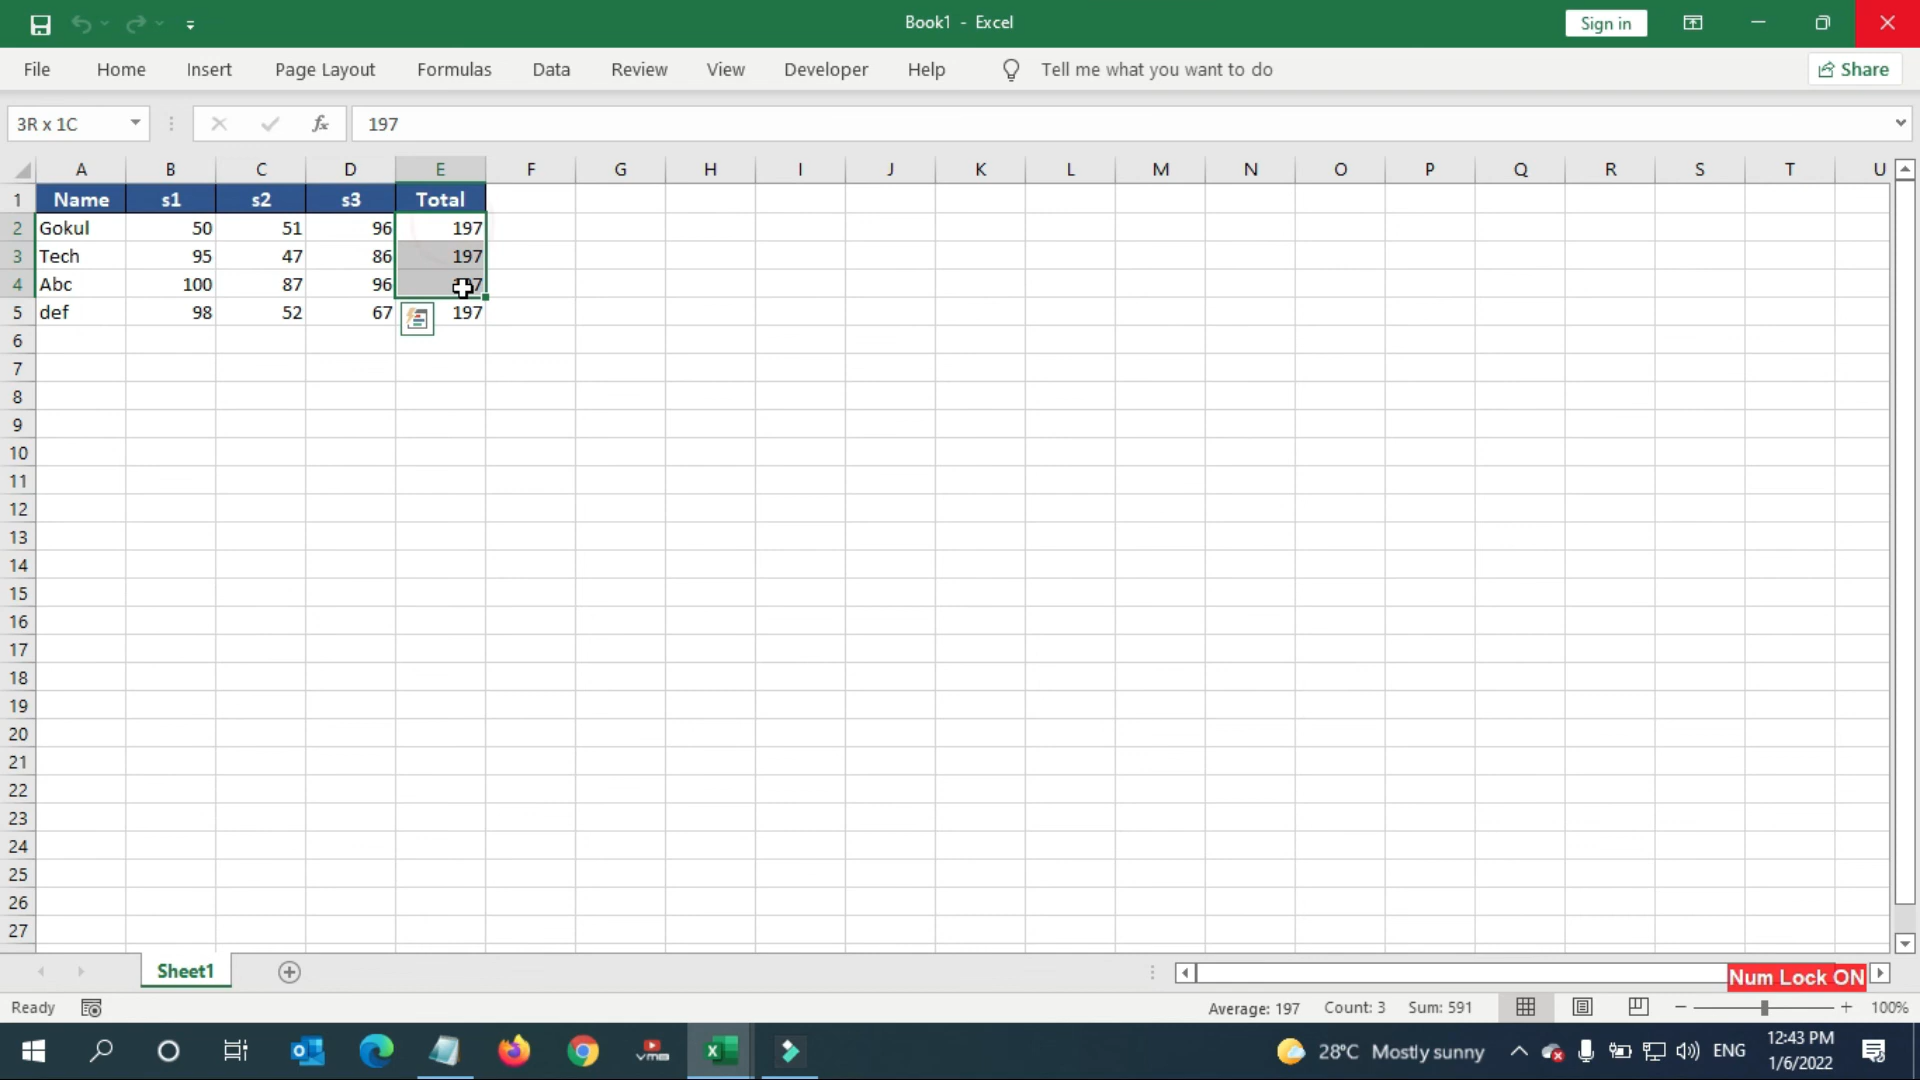 Book1 - Excel
Sign in
File Home Insert Page Layout Formulas Data Review View Developer Help Tell me what you want to do Share
3R x 1C fx 197
A B C D E F G H I J K L M N O P Q R S T U
1 Name s1 s2 s3 Total
2 Gokul 50 51 96 197
3 Tech 95 47 86 197
4 Abc 100 87 96
5 def 98 52 67 197
6
7
8
9
10
11
12
13
14
15
16
17
18
19
20
21
22
23
24
25
26
27
Sheet1
Num Lock ON
Ready Average: 197 Count: 3 Sum: 591 100%
28°C Mostly sunny ENG 12:43 PM
1/6/2022